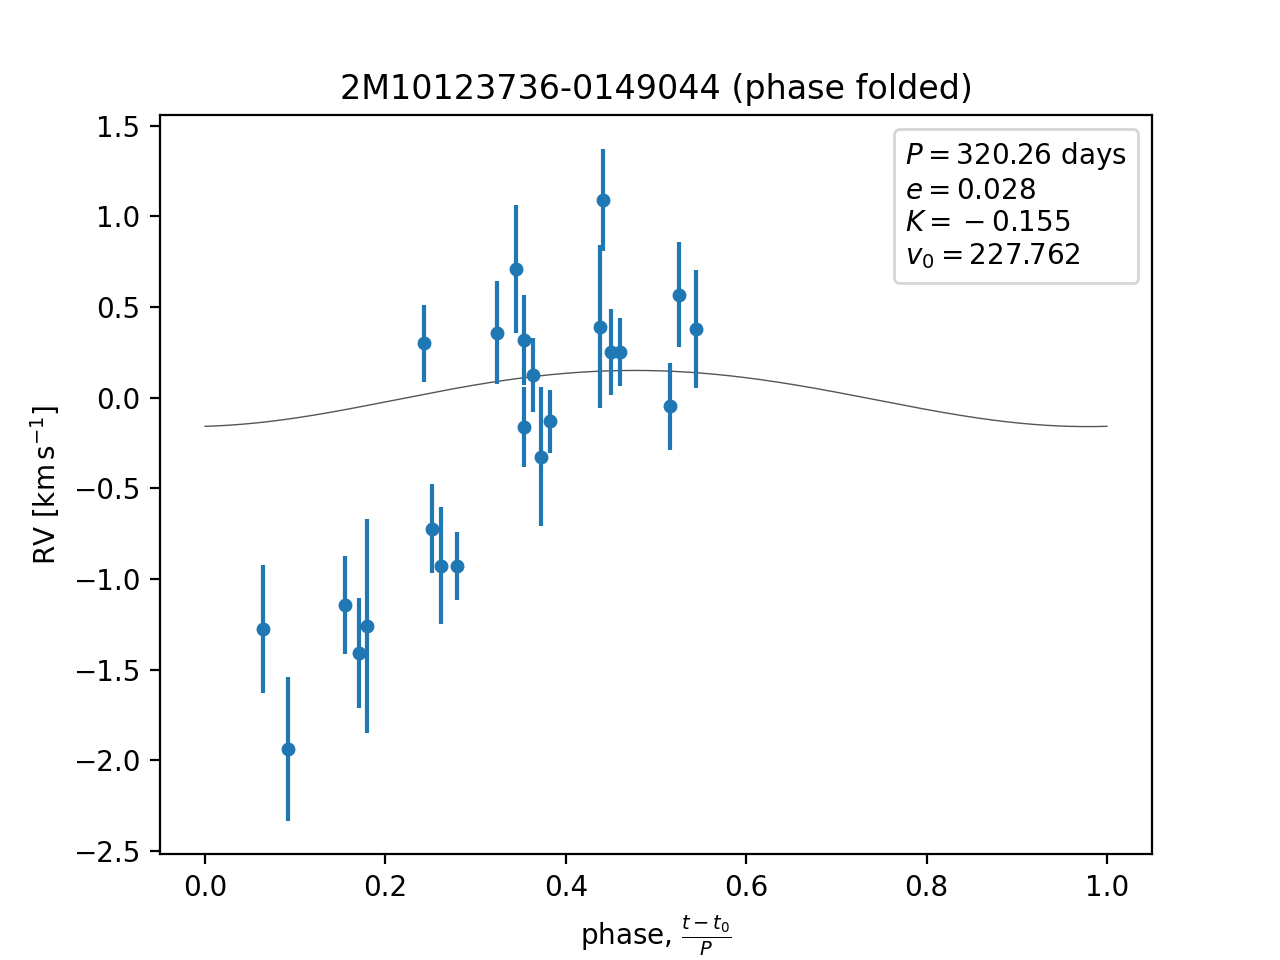 2M10123736-0149044 (phase folded)
P = 320.26 days
e = 0.028
K = −0.155
v₀ = 227.762
1.5
1.0
0.5
0.0
−0.5
−1.0
−1.5
−2.0
−2.5
RV [km s⁻¹]
0.0 0.2 0.4 0.6 0.8 1.0
phase, (t − t₀)/P